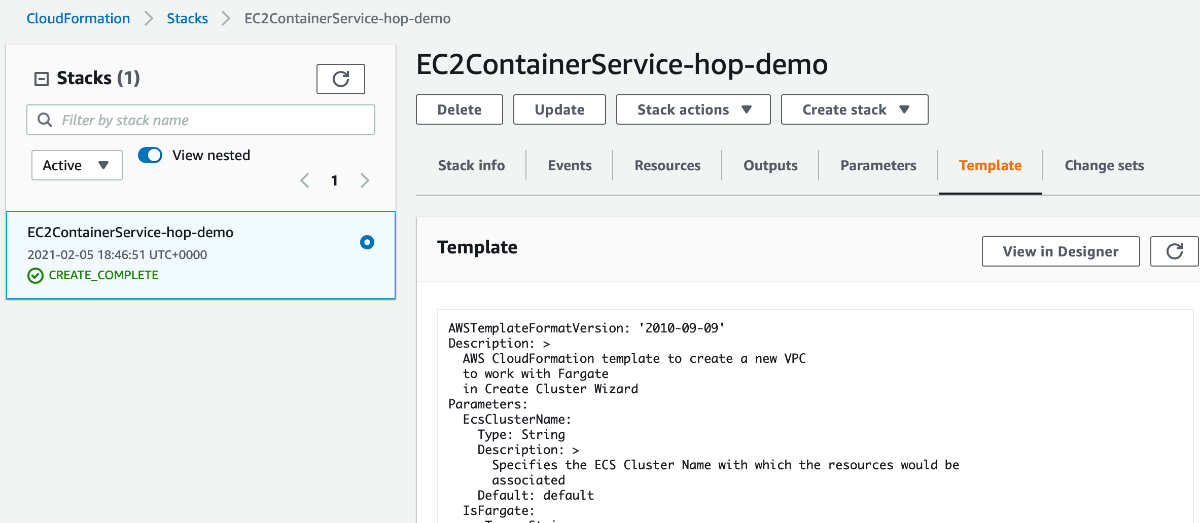 CloudFormation > Stacks > EC2ContainerService-hop-demo
Stacks (1)
Filter by stack name
Active
View nested
1
EC2ContainerService-hop-demo
2021-02-05 18:46:51 UTC+0000
CREATE_COMPLETE
EC2ContainerService-hop-demo
Delete Update Stack actions Create stack
Stack info Events Resources Outputs Parameters Template Change sets
Template
View in Designer
AWSTemplateFormatVersion: '2010-09-09'
Description: >
  AWS CloudFormation template to create a new VPC
  to work with Fargate
  in Create Cluster Wizard
Parameters:
  EcsClusterName:
    Type: String
    Description: >
      Specifies the ECS Cluster Name with which the resources would be
      associated
    Default: default
  IsFargate: